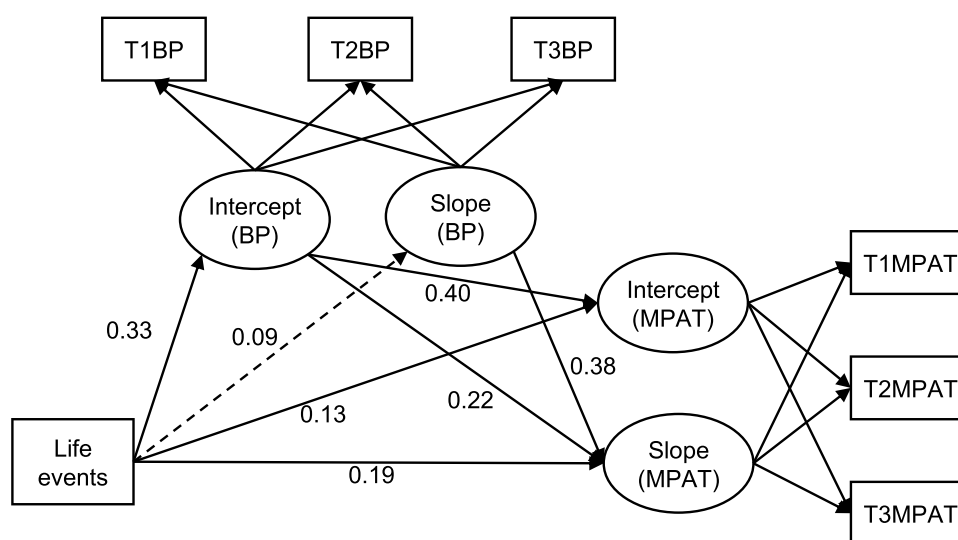 T1BP
T2BP
T3BP
Intercept
(BP)
Slope
(BP)
T1MPAT
Intercept
(MPAT)
0.40
0.33
0.09
0.38
T2MPAT
0.13
0.22
Life
events
Slope
(MPAT)
0.19
T3MPAT